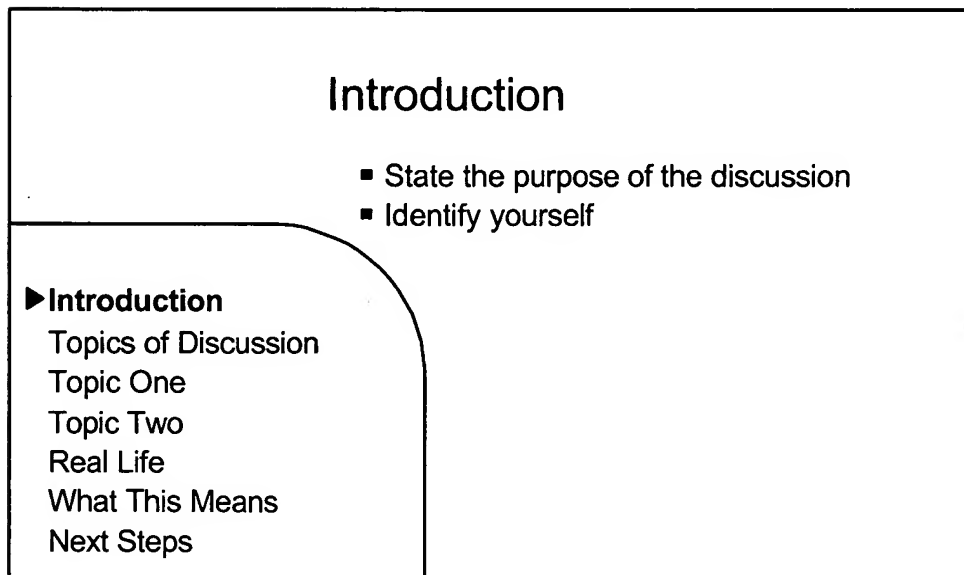 Introduction
▪ State the purpose of the discussion
▪ Identify yourself
▶Introduction
Topics of Discussion
Topic One
Topic Two
Real Life
What This Means
Next Steps